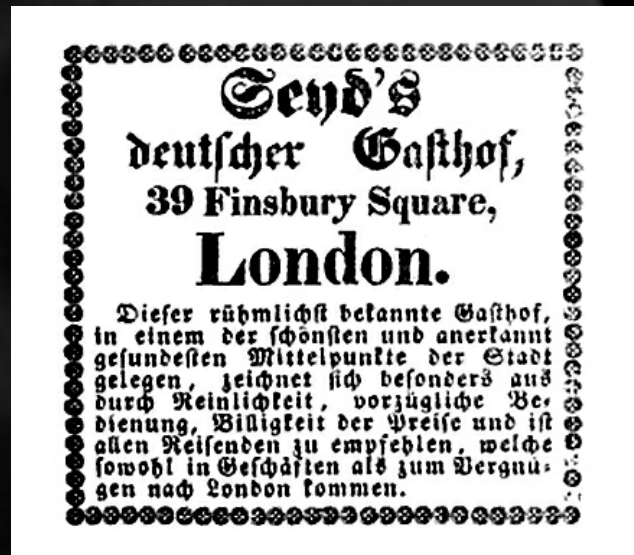 Seyd's
deutscher Gasthof,
39 Finsbury Square,
London.
Dieser rühmlichst bekannte Gasthof,
in einem der schönsten und anerkannt
gesundesten Mittelpunkte der Stadt
gelegen, zeichnet sich besonders aus
durch Reinlichkeit, vorzügliche Be-
dienung, Billigkeit der Preise und ist
allen Reisenden zu empfehlen, welche
sowohl in Geschäften als zum Vergnü-
gen nach London kommen.